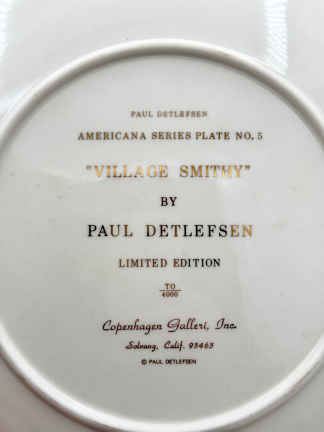 PAUL DETLEFSEN
AMERICANA SERIES PLATE NO. 5
"VILLAGE SMITHY"
BY
PAUL DETLEFSEN
LIMITED EDITION
TO
4000
Copenhagen Galleri, Inc.
Solvang, Calif. 93463
© PAUL DETLEFSEN